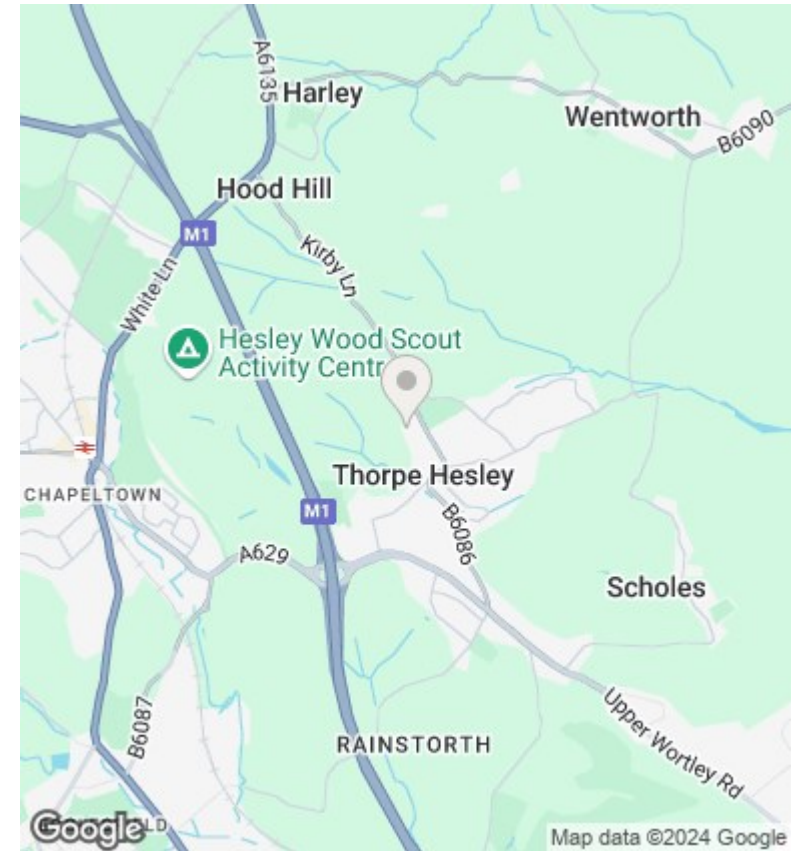 A6135
Harley
Wentworth
B6090
Hood Hill
M1
Kirby Ln
White Ln
Hesley Wood Scout
Activity Centr
CHAPELTOWN
Thorpe Hesley
M1
B6086
A629
Scholes
B6087
RAINSTORTH
Upper Wortley Rd
Google
Map data ©2024 Google